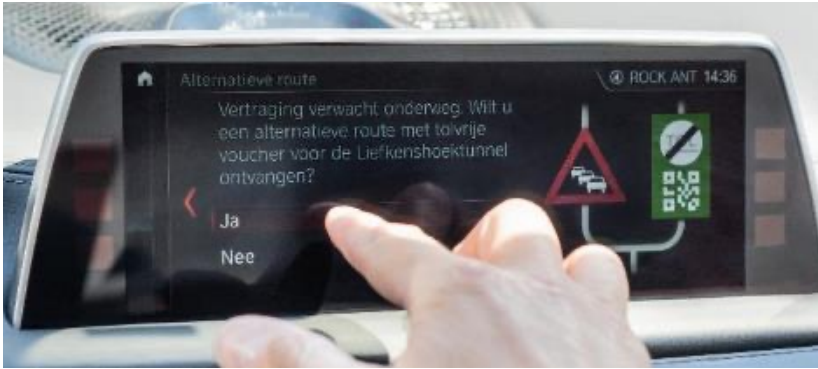 Alternatieve route
ROCK ANT 14:36
Vertraging verwacht onderweg. Wilt u
een alternatieve route met tolvrije
voucher voor de Liefkenshoektunnel
ontvangen?
Ja
Nee